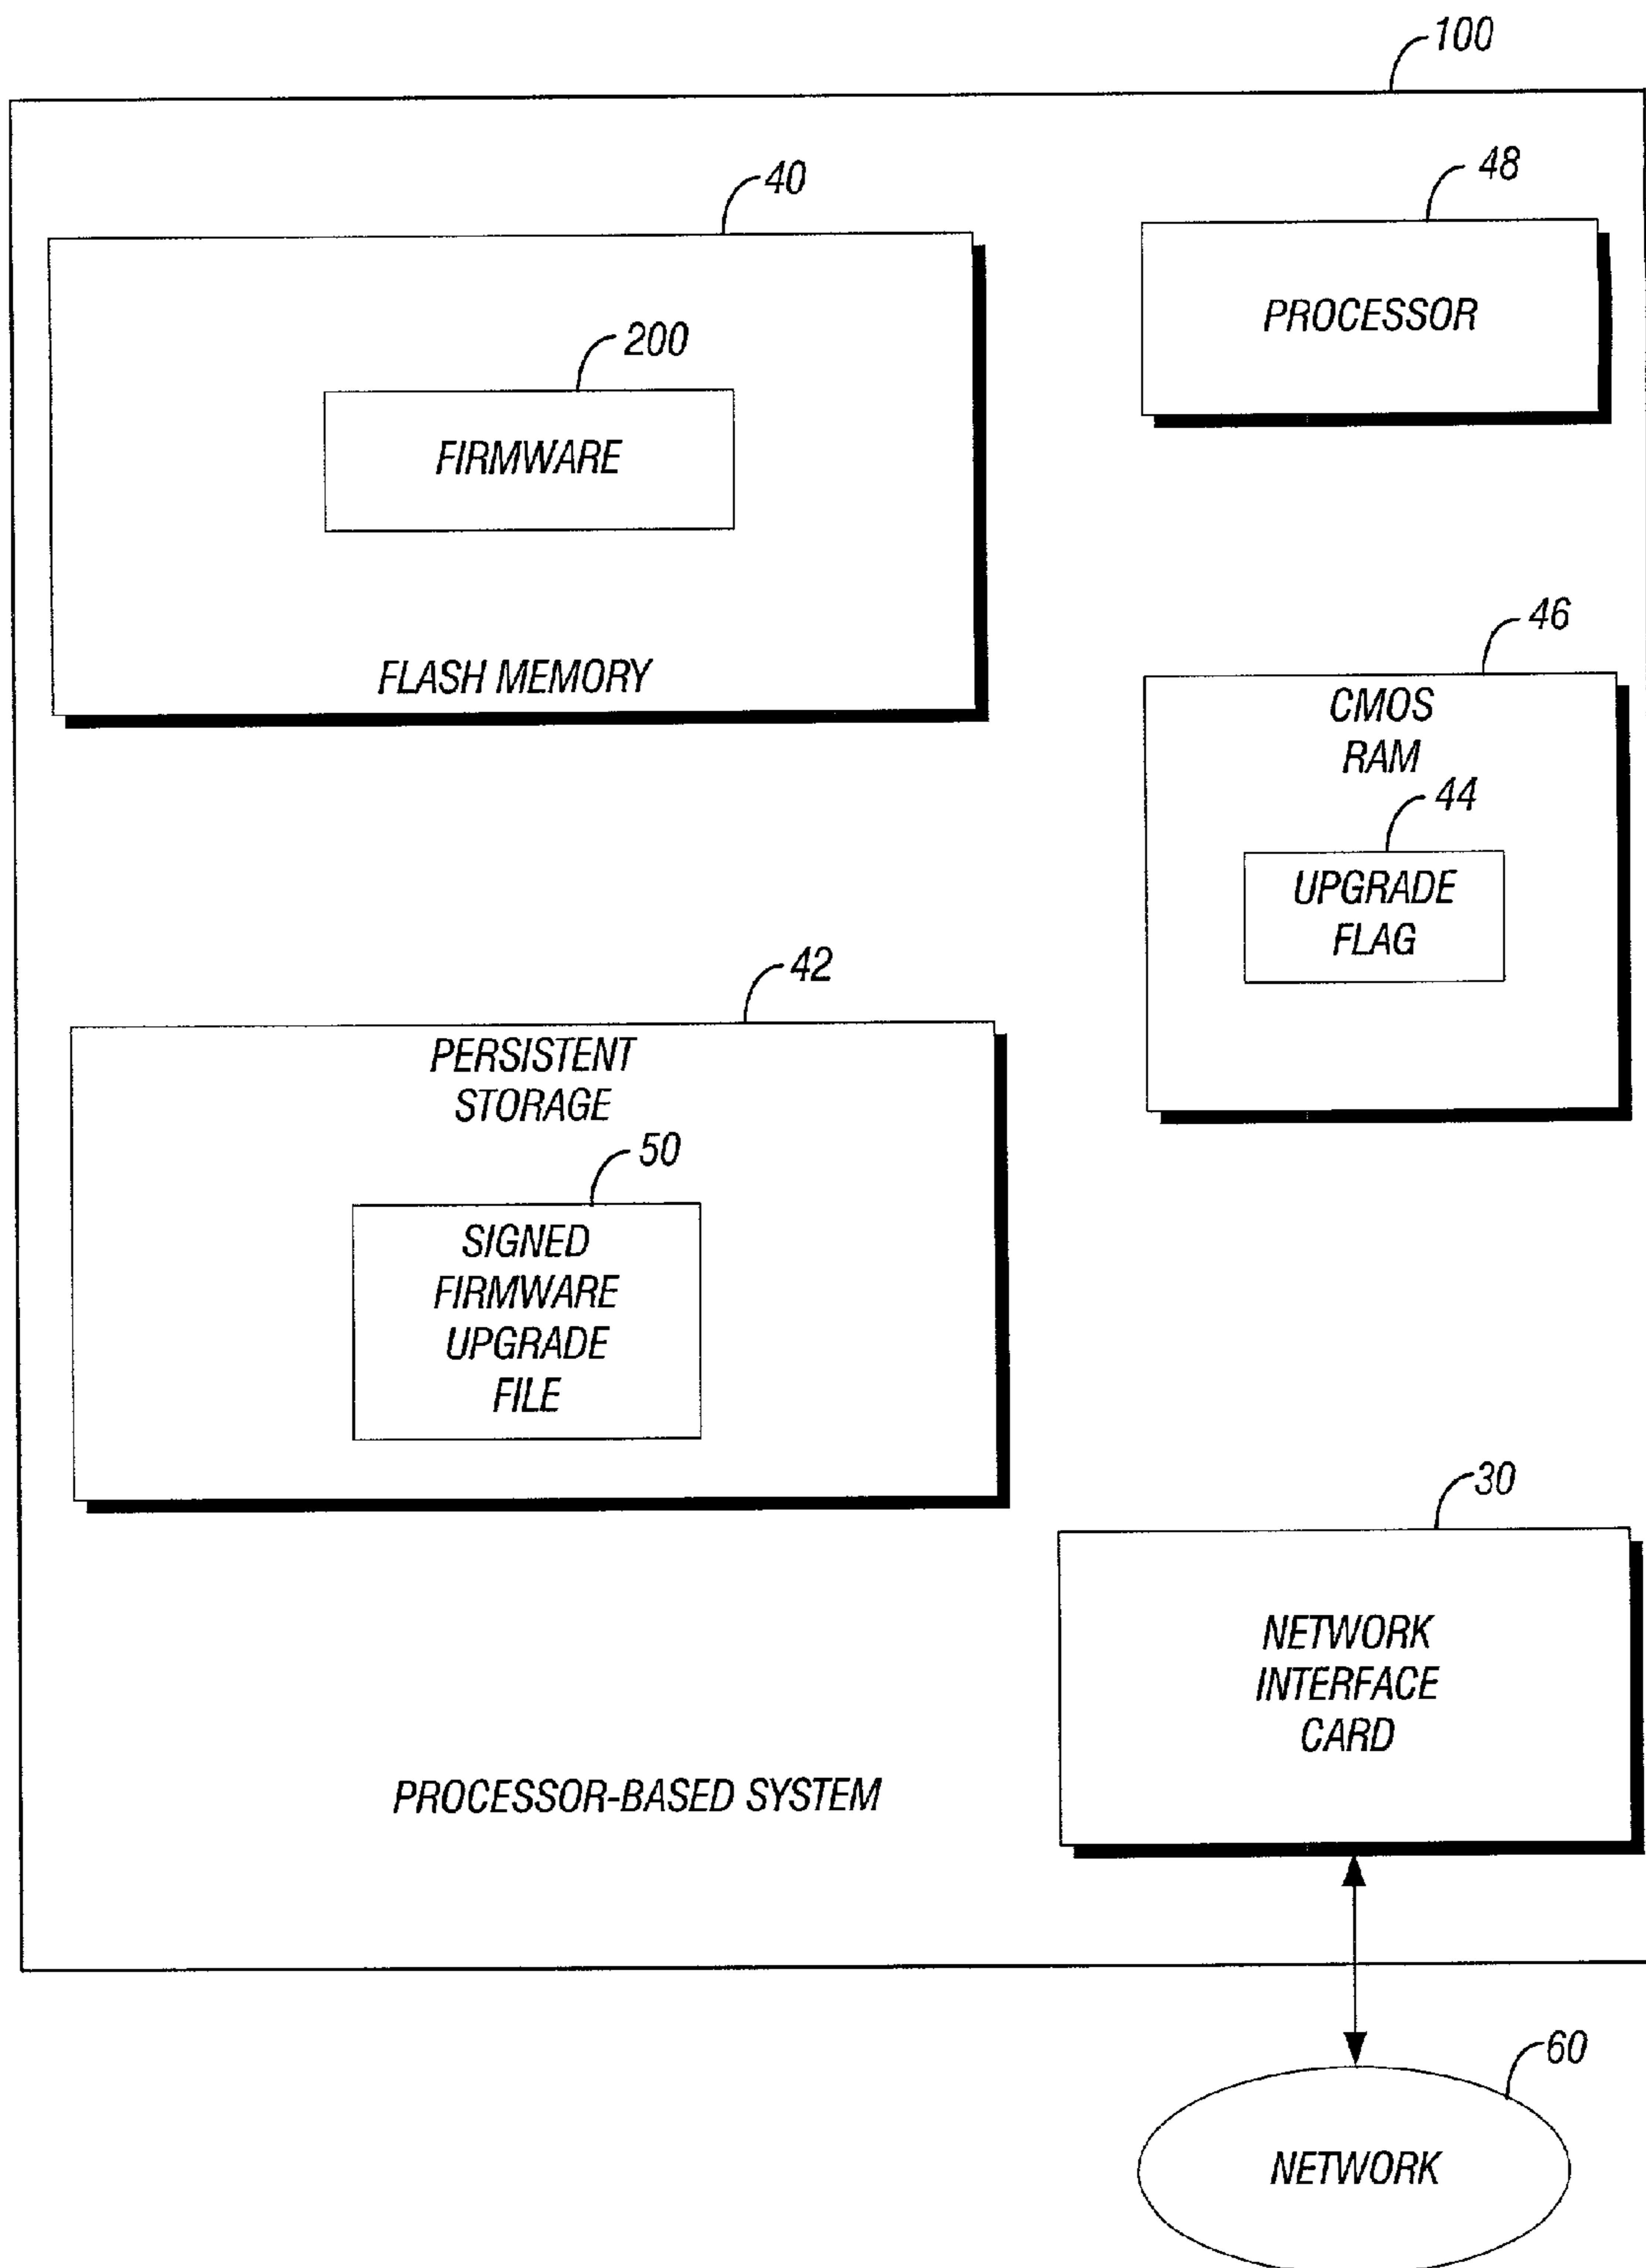 100
40
200
FIRMWARE
FLASH MEMORY
48
PROCESSOR
46
CMOS
RAM
44
UPGRADE
FLAG
42
PERSISTENT
STORAGE
50
SIGNED
FIRMWARE
UPGRADE
FILE
30
NETWORK
INTERFACE
CARD
PROCESSOR-BASED SYSTEM
60
NETWORK